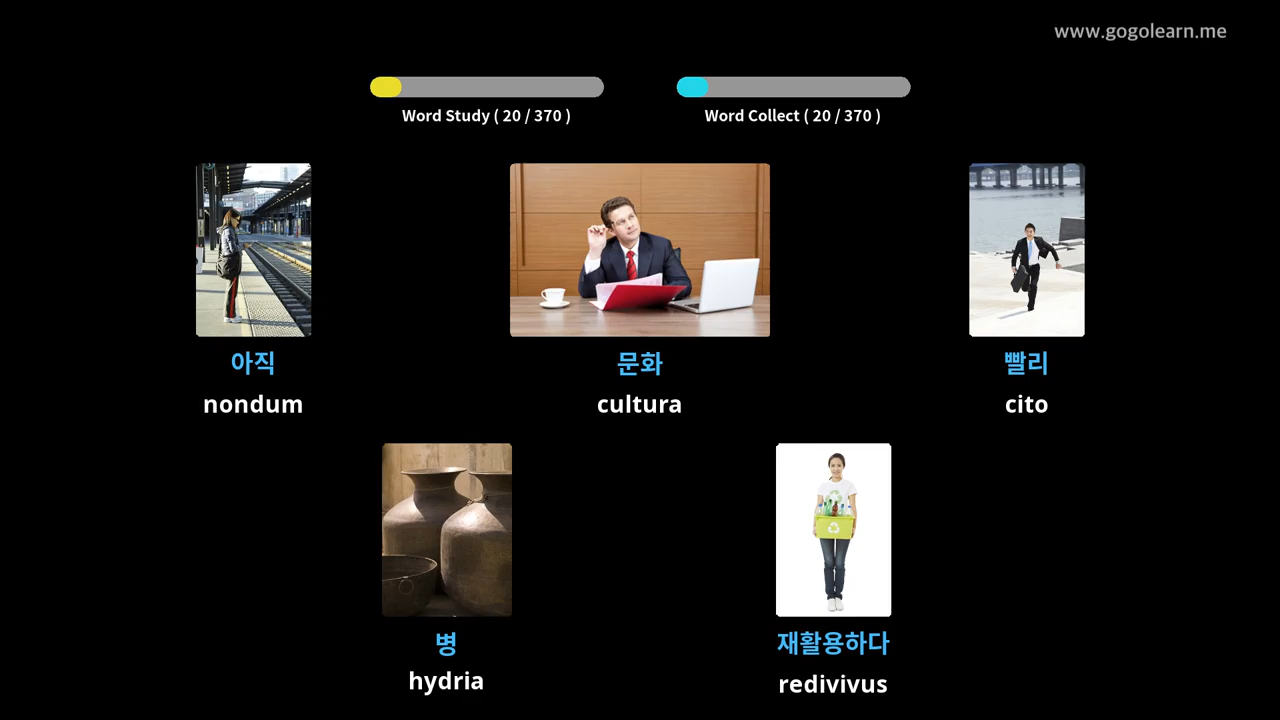 www.gogolearn.me
Word Study ( 20 / 370 )
Word Collect ( 20 / 370 )
아직
nondum
문화
cultura
빨리
cito
병
hydria
재활용하다
redivivus